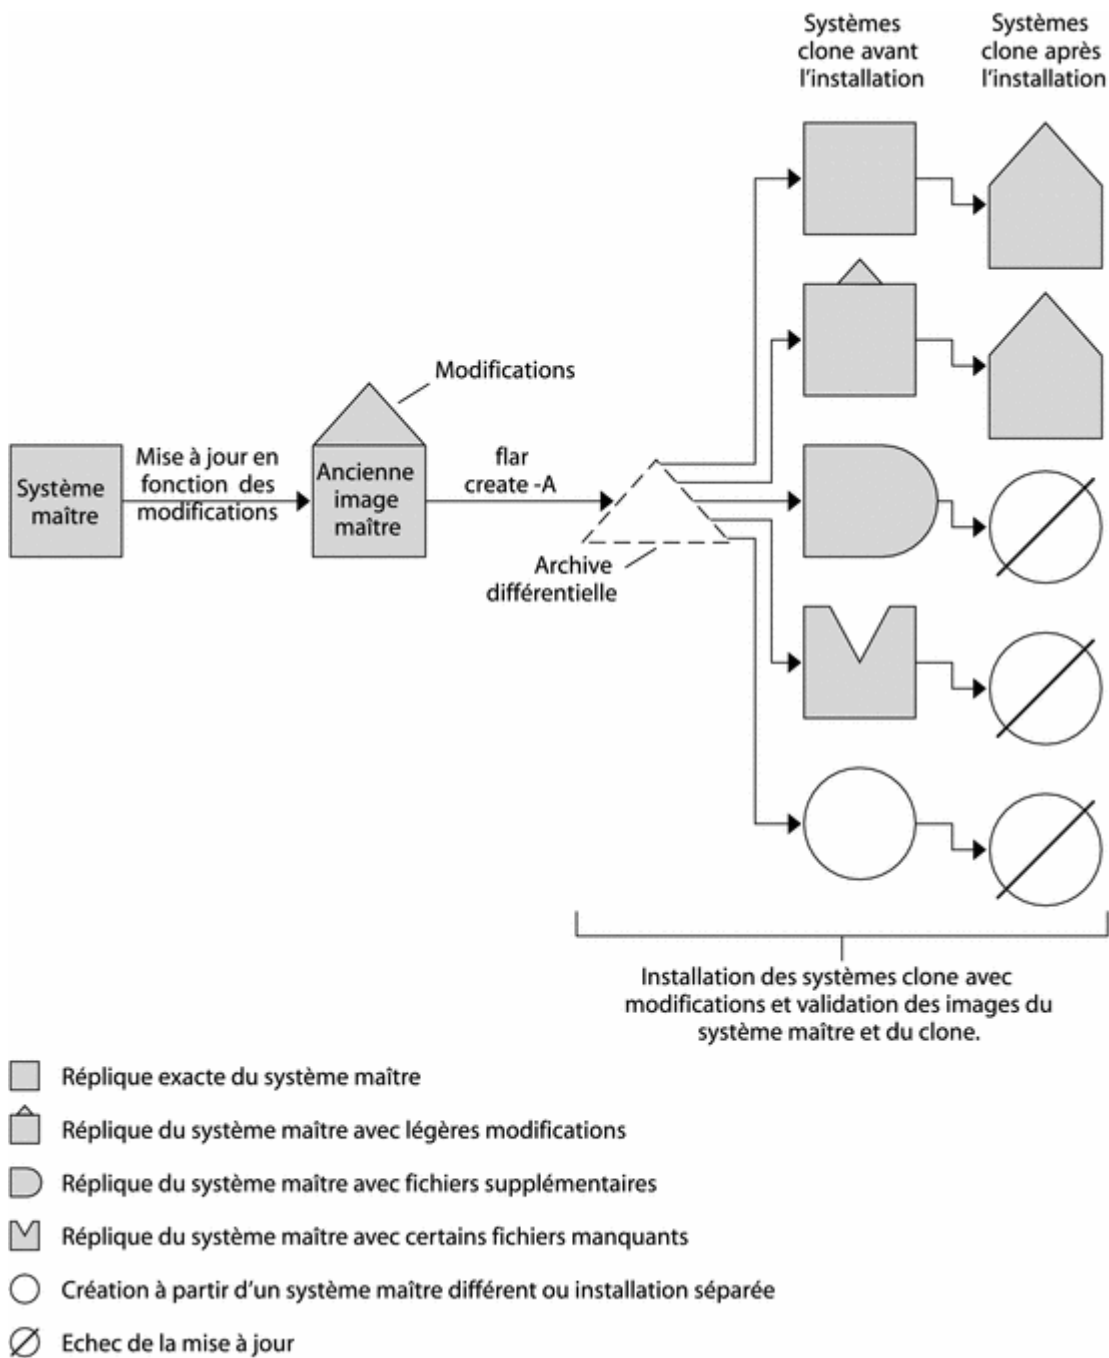 Systèmes
clone avant
l'installation
Systèmes
clone après
l'installation
Modifications
Système
maître
Mise à jour en
fonction des
modifications
Ancienne
image
maître
flar
create -A
Archive
différentielle
Installation des systèmes clone avec
modifications et validation des images du
système maître et du clone.
Réplique exacte du système maître
Réplique du système maître avec légères modifications
Réplique du système maître avec fichiers supplémentaires
Réplique du système maître avec certains fichiers manquants
Création à partir d'un système maître différent ou installation séparée
Echec de la mise à jour